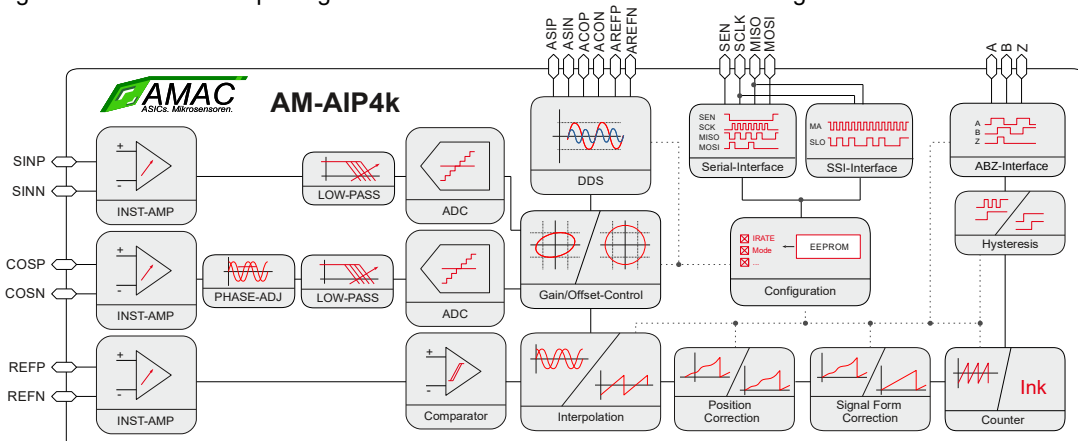 ASIP
ASIN
ACOP
ACON
AREFP
AREFN
SEN
SCLK
MISO
MOSI
A
B
Z
AMAC
ASICs. Mikrosensoren.
AM-AIP4k
SINP
SINN
INST-AMP
LOW-PASS
ADC
DDS
SEN
SCK
MISO
MOSI
Serial-Interface
MA
SLO
SSI-Interface
A
B
Z
ABZ-Interface
COSP
COSN
INST-AMP
PHASE-ADJ
LOW-PASS
ADC
Gain/Offset-Control
IRATE
Mode
...
EEPROM
Configuration
Hysteresis
REFP
REFN
INST-AMP
Comparator
Interpolation
Position
Correction
Signal Form
Correction
Ink
Counter